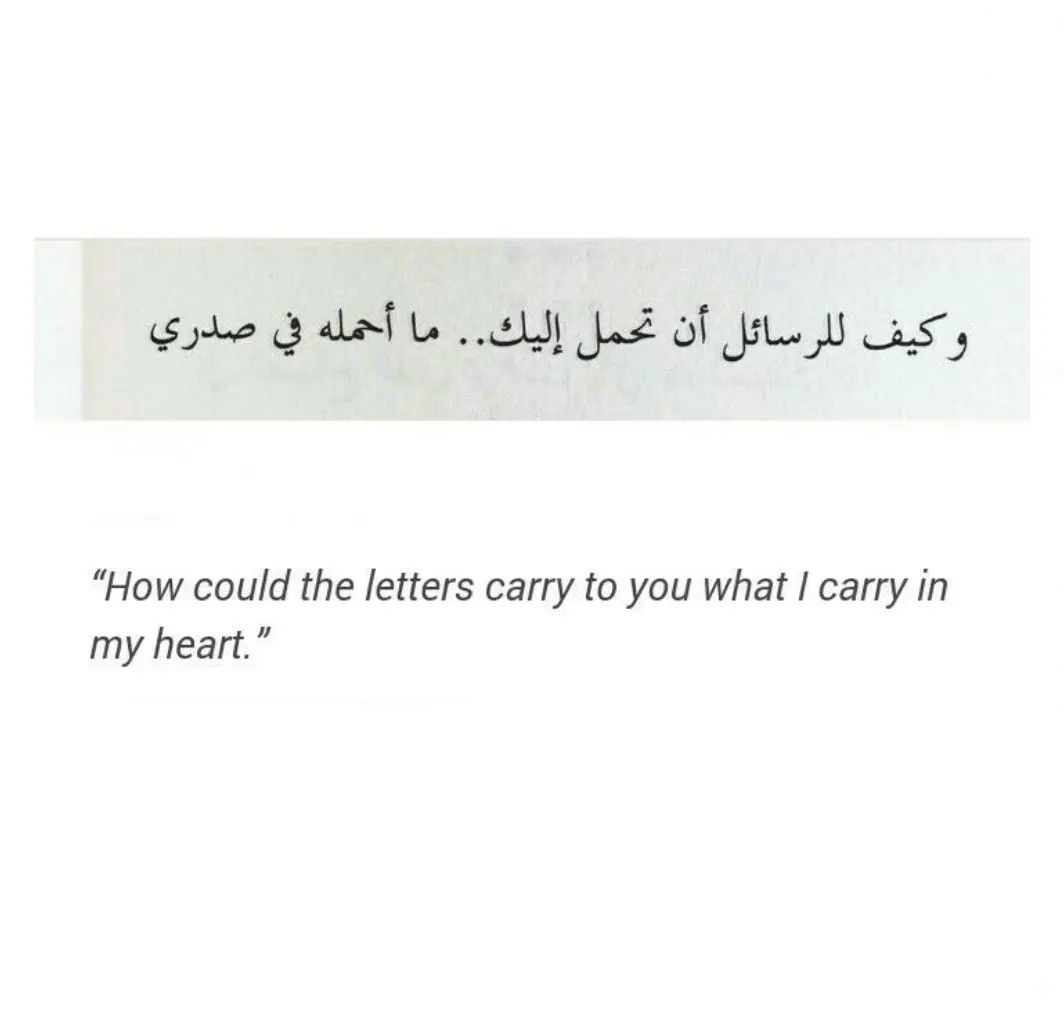 و كيف للرسائل أن تحمل إليك.. ما أحمله في صدري
“How could the letters carry to you what I carry in
my heart.”